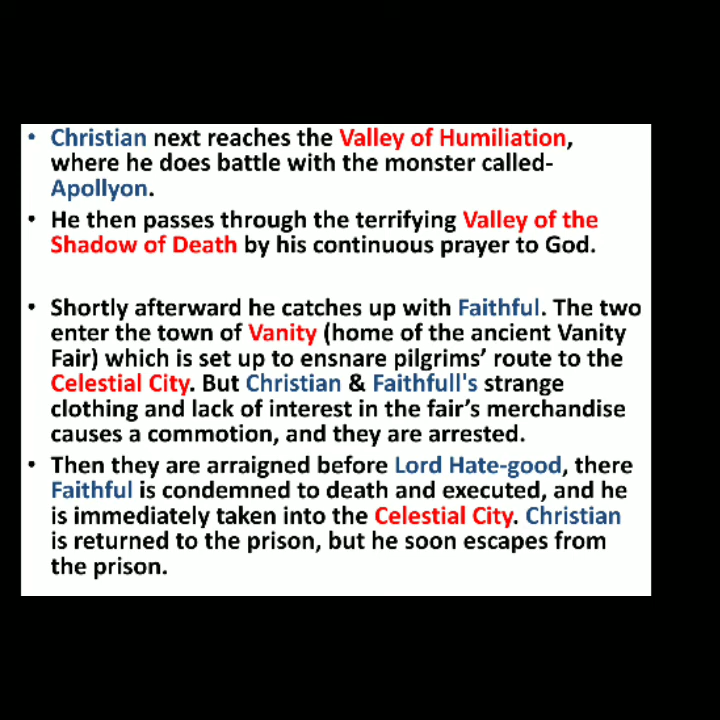 • Christian next reaches the Valley of Humiliation,
where he does battle with the monster called-
Apollyon.
• He then passes through the terrifying Valley of the
Shadow of Death by his continuous prayer to God.
• Shortly afterward he catches up with Faithful. The two
enter the town of Vanity (home of the ancient Vanity
Fair) which is set up to ensnare pilgrims’ route to the
Celestial City. But Christian & Faithfull's strange
clothing and lack of interest in the fair’s merchandise
causes a commotion, and they are arrested.
• Then they are arraigned before Lord Hate-good, there
Faithful is condemned to death and executed, and he
is immediately taken into the Celestial City. Christian
is returned to the prison, but he soon escapes from
the prison.